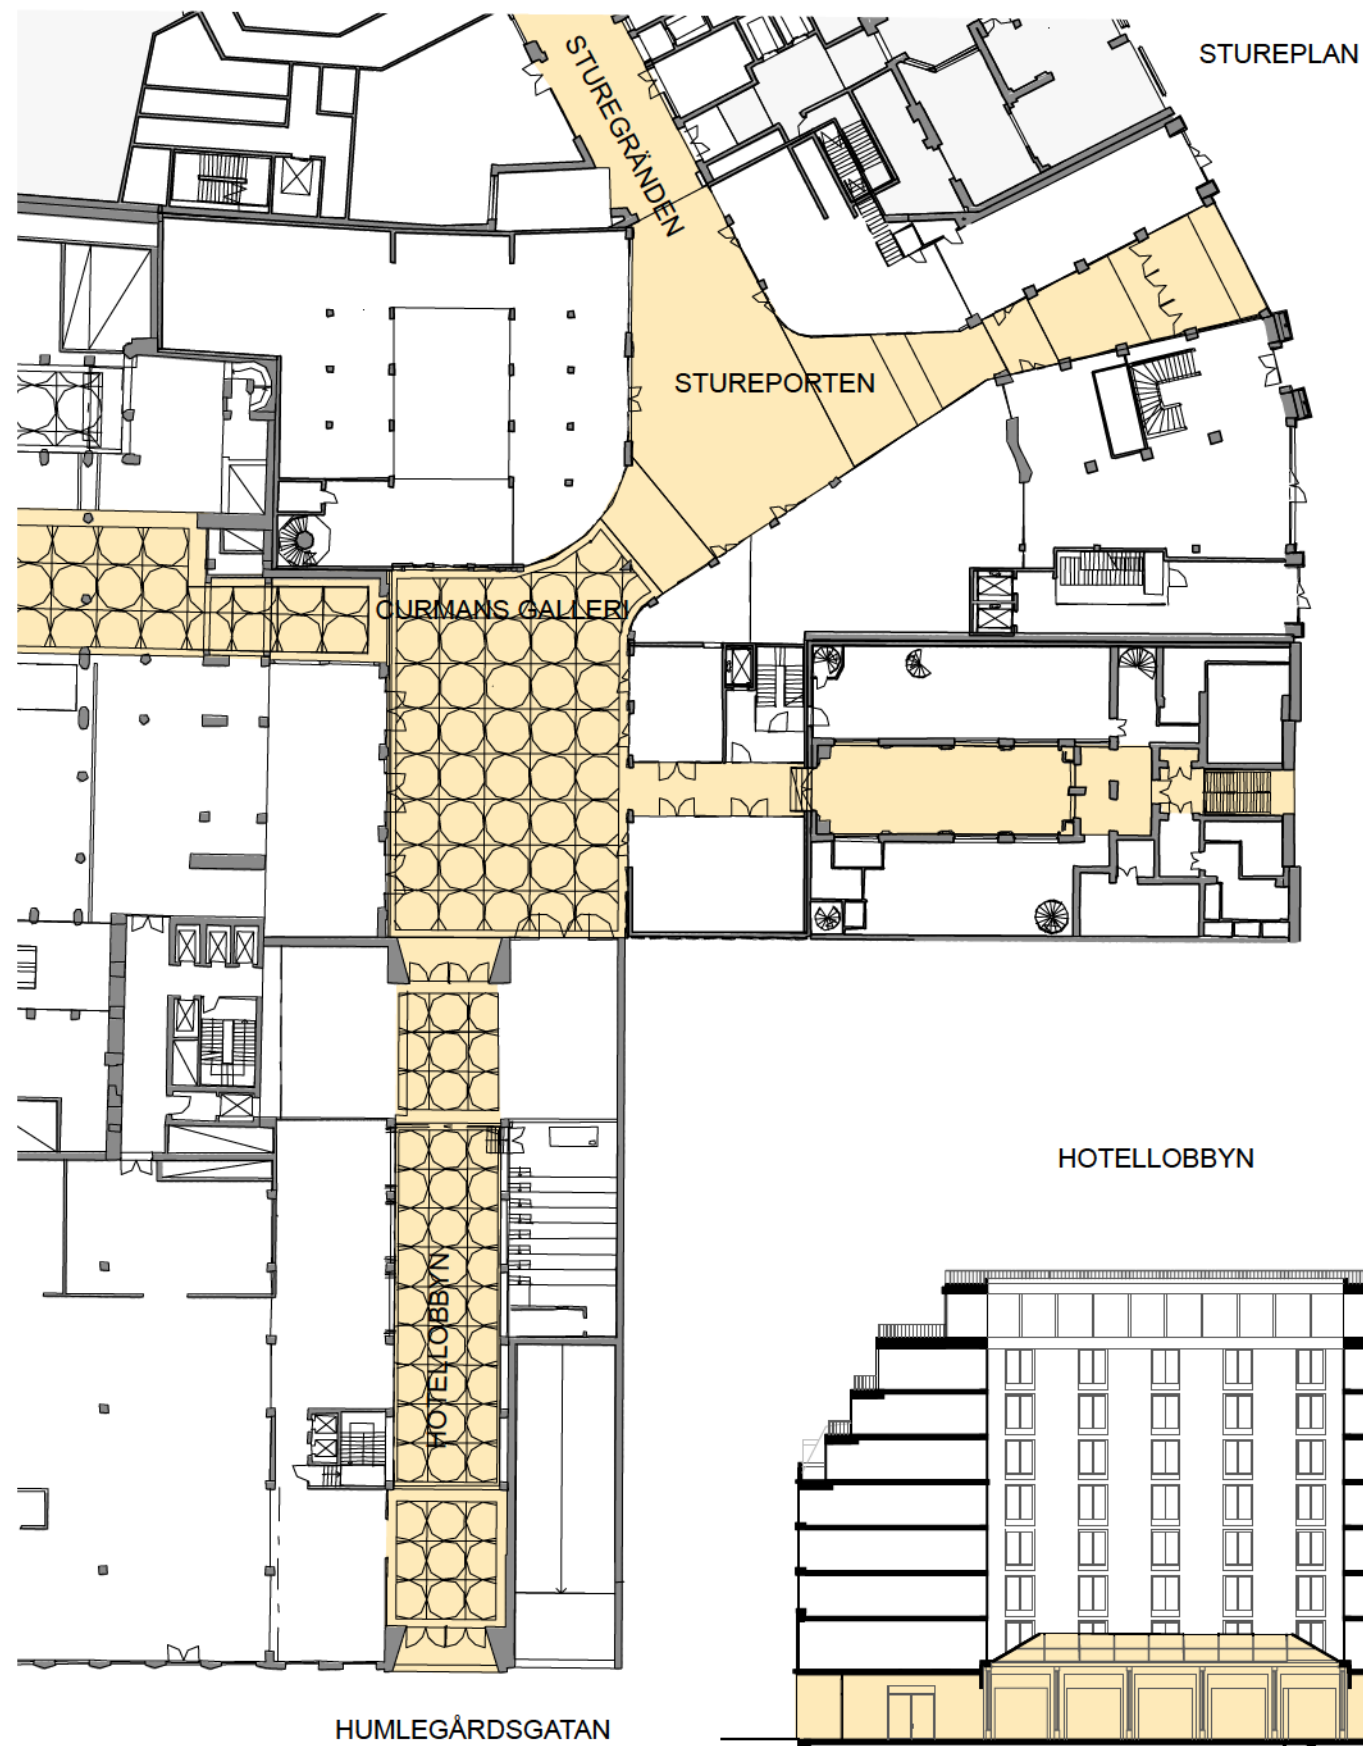 STUREPLAN
STUREGRÄNDEN
STUREPORTEN
CURMANS GALLERI
HOTELLOBBYN
HOTELLOBBYN
HUMLEGÅRDSGATAN